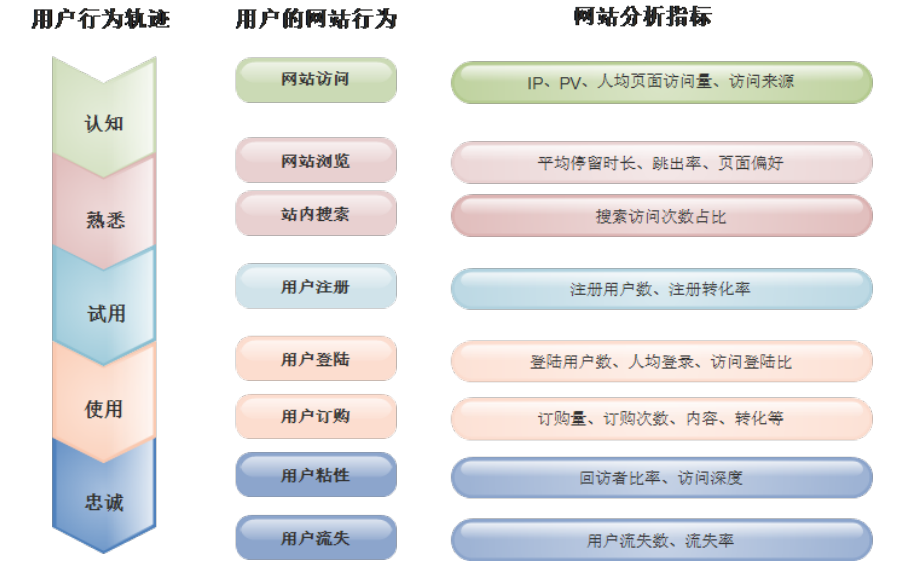 用户行为轨迹
用户的网站行为
网站分析指标
认知
网站访问
IP、PV、人均页面访问量、访问来源
熟悉
网站浏览
平均停留时长、跳出率、页面偏好
站内搜索
搜索访问次数占比
试用
用户注册
注册用户数、注册转化率
使用
用户登陆
登陆用户数、人均登录、访问登陆比
用户订购
订购量、订购次数、内容、转化等
忠诚
用户粘性
回访者比率、访问深度
用户流失
用户流失数、流失率